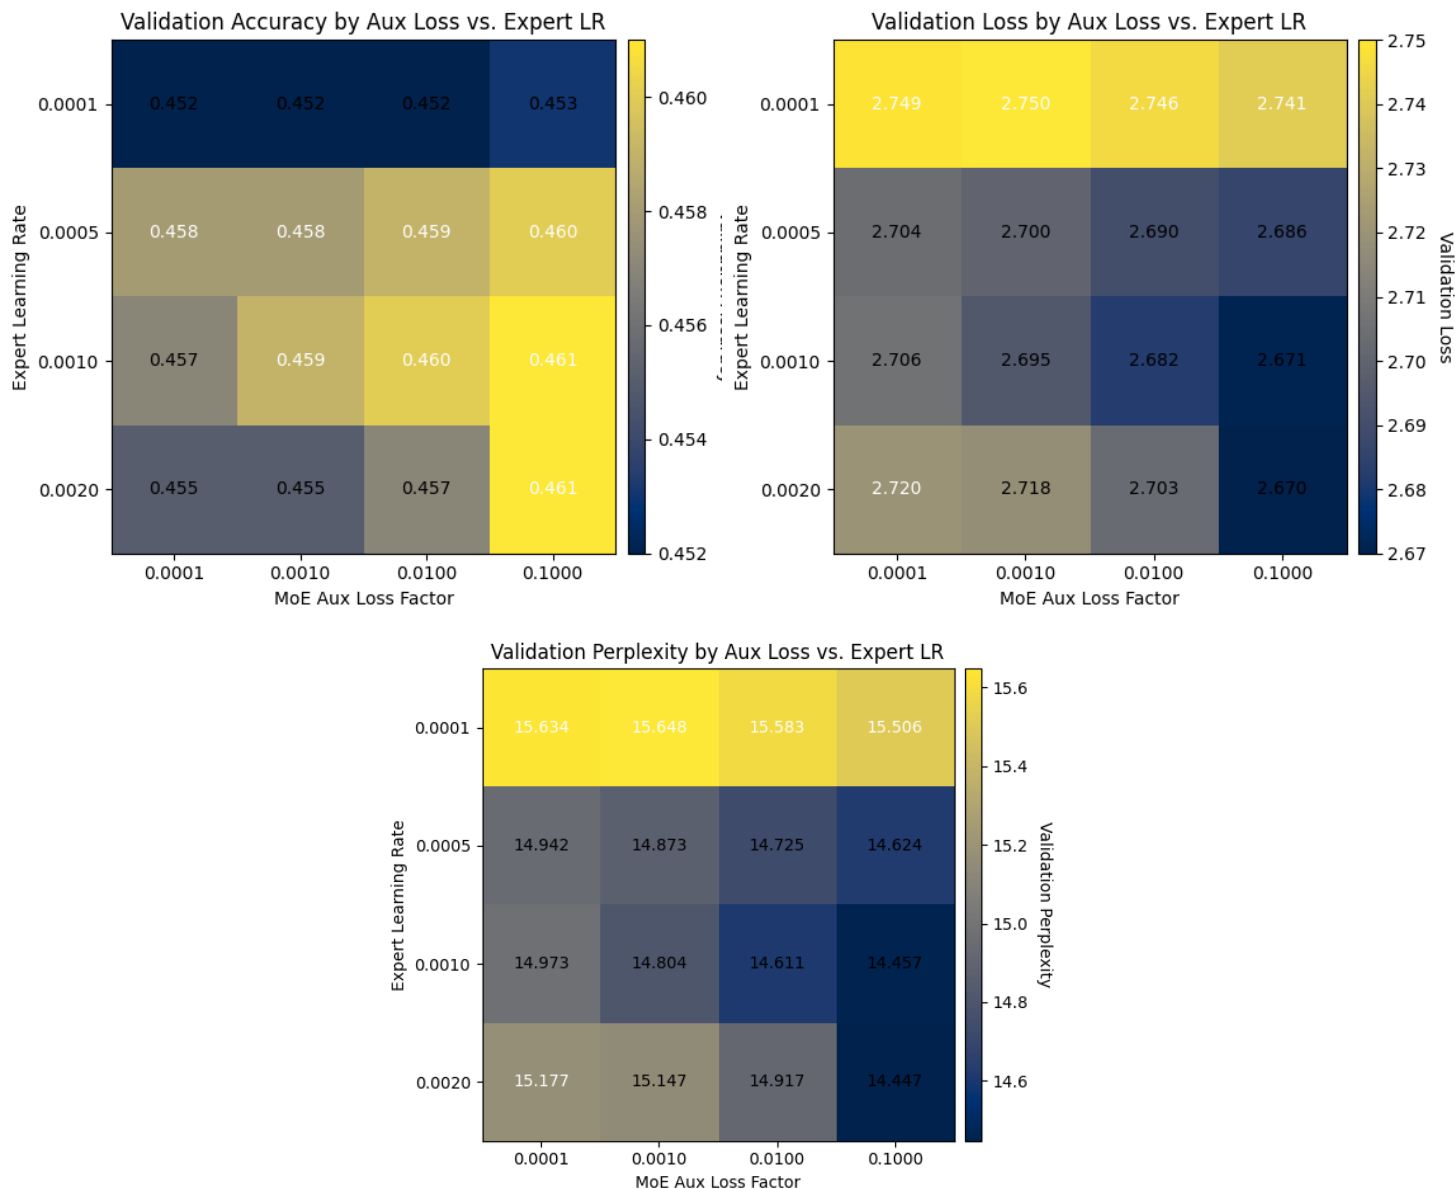 Validation Accuracy by Aux Loss vs. Expert LR
Expert Learning Rate
0.0001 0.452 0.452 0.452 0.453
0.0005 0.458 0.458 0.459 0.460
0.0010 0.457 0.459 0.460 0.461
0.0020 0.455 0.455 0.457 0.461
0.0001 0.0010 0.0100 0.1000
MoE Aux Loss Factor
0.460
0.458
0.456
0.454
0.452
Validation Loss by Aux Loss vs. Expert LR
Expert Learning Rate
0.0001 2.749 2.750 2.746 2.741
0.0005 2.704 2.700 2.690 2.686
0.0010 2.706 2.695 2.682 2.671
0.0020 2.720 2.718 2.703 2.670
0.0001 0.0010 0.0100 0.1000
MoE Aux Loss Factor
2.75
2.74
2.73
2.72
2.71
2.70
2.69
2.68
2.67
Validation Loss
Validation Perplexity by Aux Loss vs. Expert LR
Expert Learning Rate
0.0001 15.634 15.648 15.583 15.506
0.0005 14.942 14.873 14.725 14.624
0.0010 14.973 14.804 14.611 14.457
0.0020 15.177 15.147 14.917 14.447
0.0001 0.0010 0.0100 0.1000
MoE Aux Loss Factor
15.6
15.4
15.2
15.0
14.8
14.6
Validation Perplexity